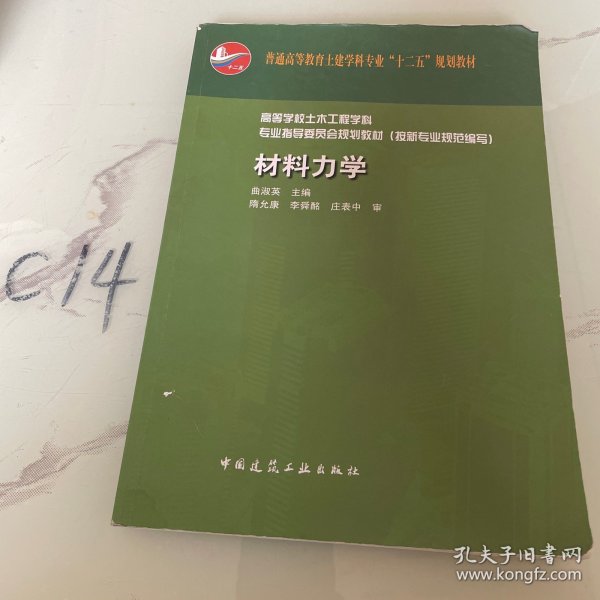 十二五
普通高等教育土建学科专业“十二五”规划教材
高等学校土木工程学科
专业指导委员会规划教材（按新专业规范编写）
材料力学
曲淑英 主编
隋允康 李舜酩 庄表中 审
C14
中国建筑工业出版社
孔夫子旧书网
www.kongfz.com